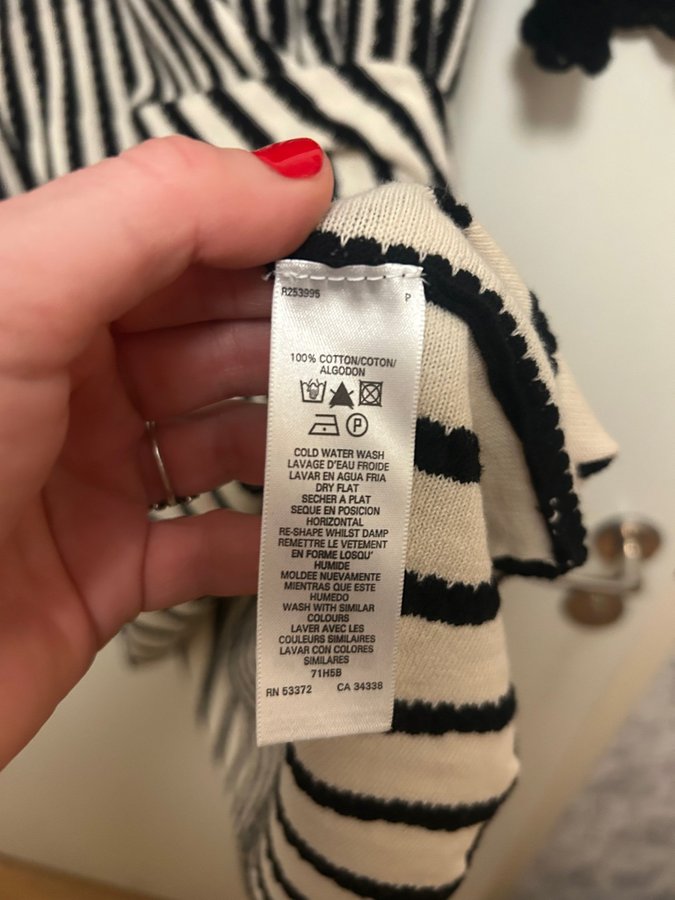 R253995 P
100% COTTON/COTON/
ALGODON
P
COLD WATER WASH
LAVAGE D'EAU FROIDE
LAVAR EN AGUA FRIA
DRY FLAT
SECHER A PLAT
SEQUE EN POSICION
HORIZONTAL
RE-SHAPE WHILST DAMP
REMETTRE LE VETEMENT
EN FORME LOSQU'
HUMIDE
MOLDEE NUEVAMENTE
MIENTRAS QUE ESTE
HUMEDO
WASH WITH SIMILAR
COLOURS
LAVER AVEC LES
COULEURS SIMILAIRES
LAVAR CON COLORES
SIMILARES
71H5B
RN 53372 CA 34338